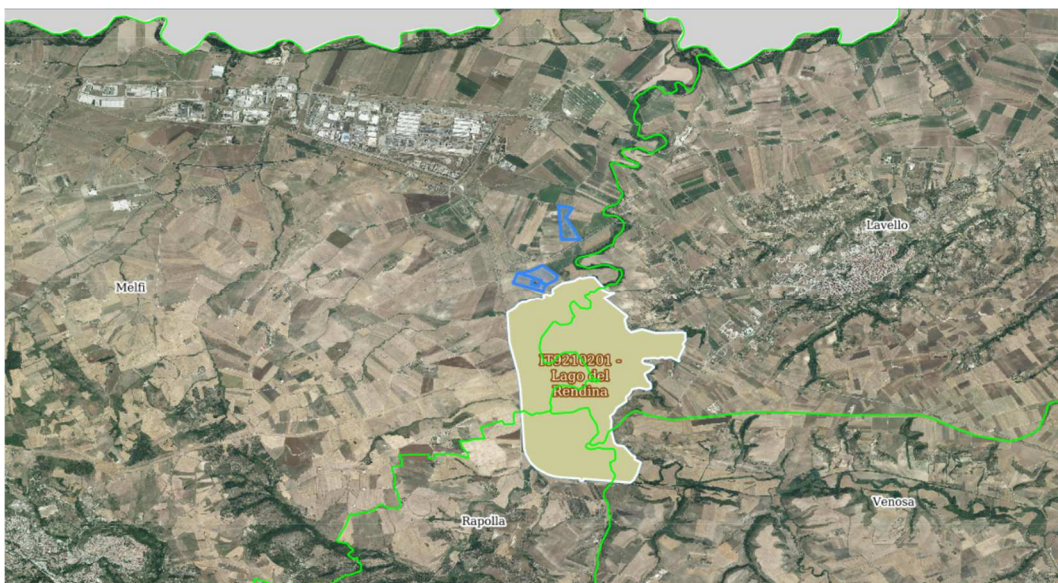 Lavello
Melfi
IT9210201 -
Lago del
Rendina
Venosa
Rapolla